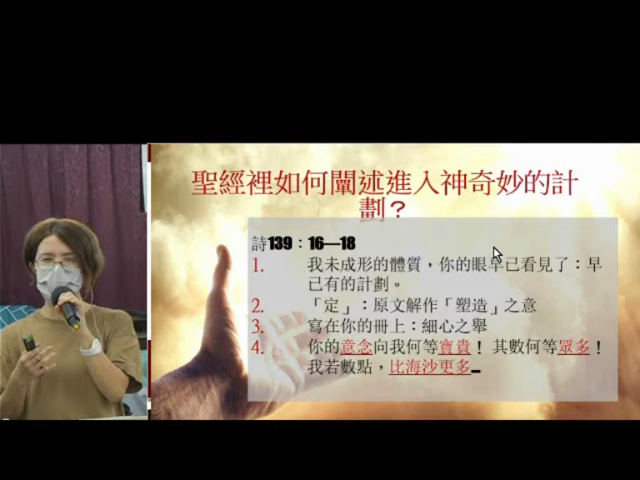 聖經裡如何闡述進入神奇妙的計
劃?
詩139：16—18
1. 我未成形的體質，你的眼早已看見了：早
已有的計劃。
2. 「定」：原文解作「塑造」之意
3. 寫在你的冊上：細心之舉
4. 你的意念向我何等寶貴！ 其數何等眾多！
我若數點，比海沙更多…